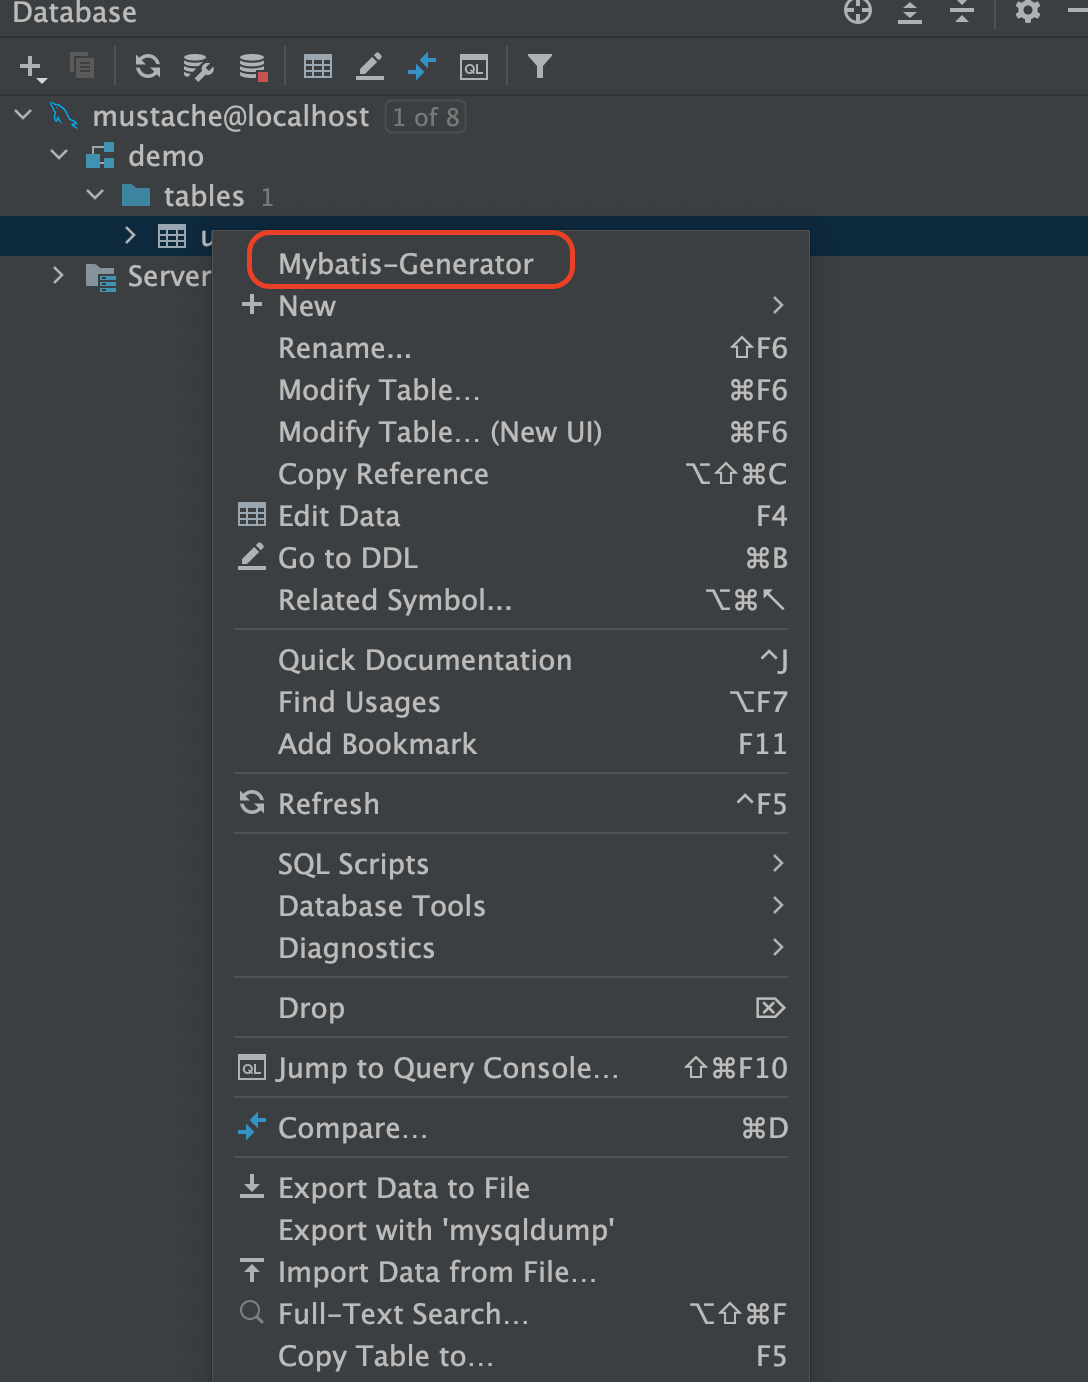 Database
QL
mustache@localhost 1 of 8
demo
tables 1
Server
Mybatis-Generator
New
Rename... ⇧F6
Modify Table... ⌘F6
Modify Table... (New UI) ⌘F6
Copy Reference ⌥⇧⌘C
Edit Data F4
Go to DDL ⌘B
Related Symbol... ⌥⌘↖
Quick Documentation ^J
Find Usages ⌥F7
Add Bookmark F11
Refresh ^F5
SQL Scripts
Database Tools
Diagnostics
Drop ⌦
QL Jump to Query Console... ⇧⌘F10
Compare... ⌘D
Export Data to File
Export with 'mysqldump'
Import Data from File...
Full-Text Search... ⌥⇧⌘F
Copy Table to... F5